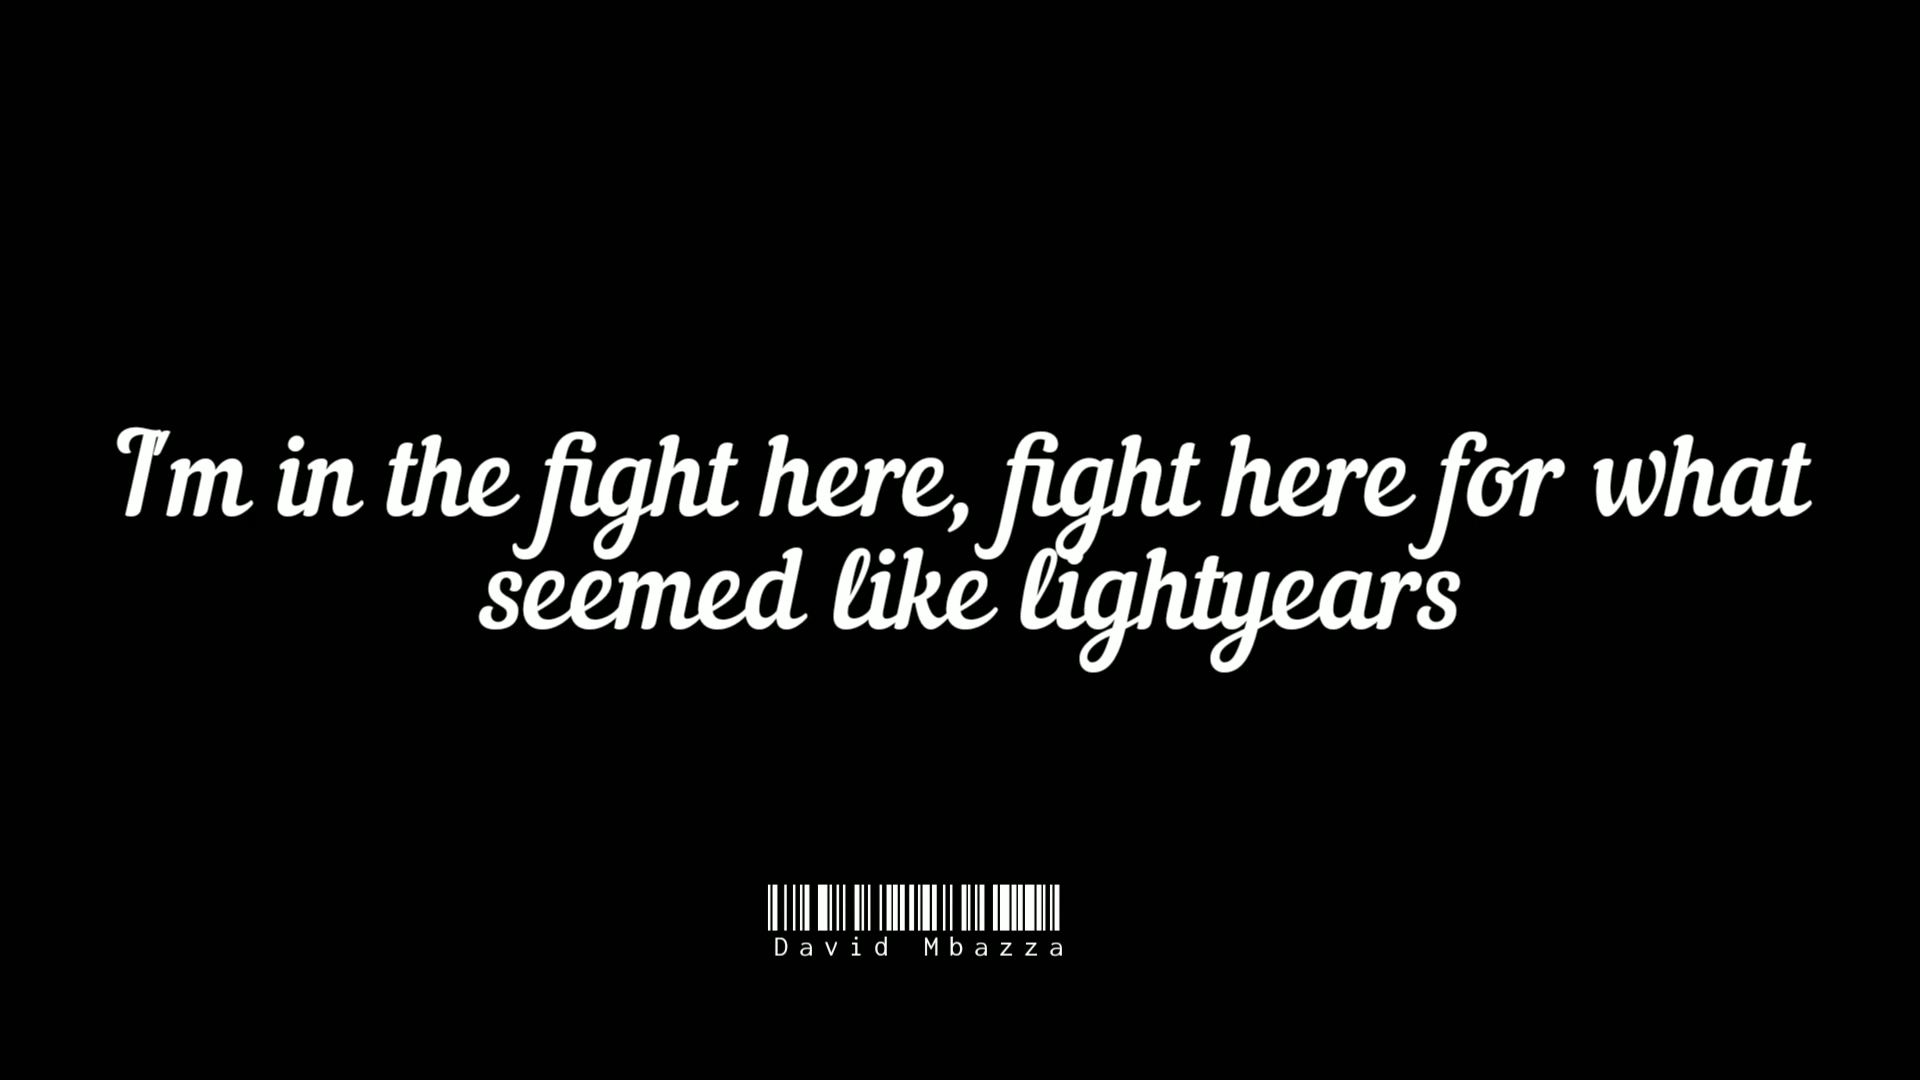 I'm in the fight here, fight here for what
seemed like lightyears
David Mbazza